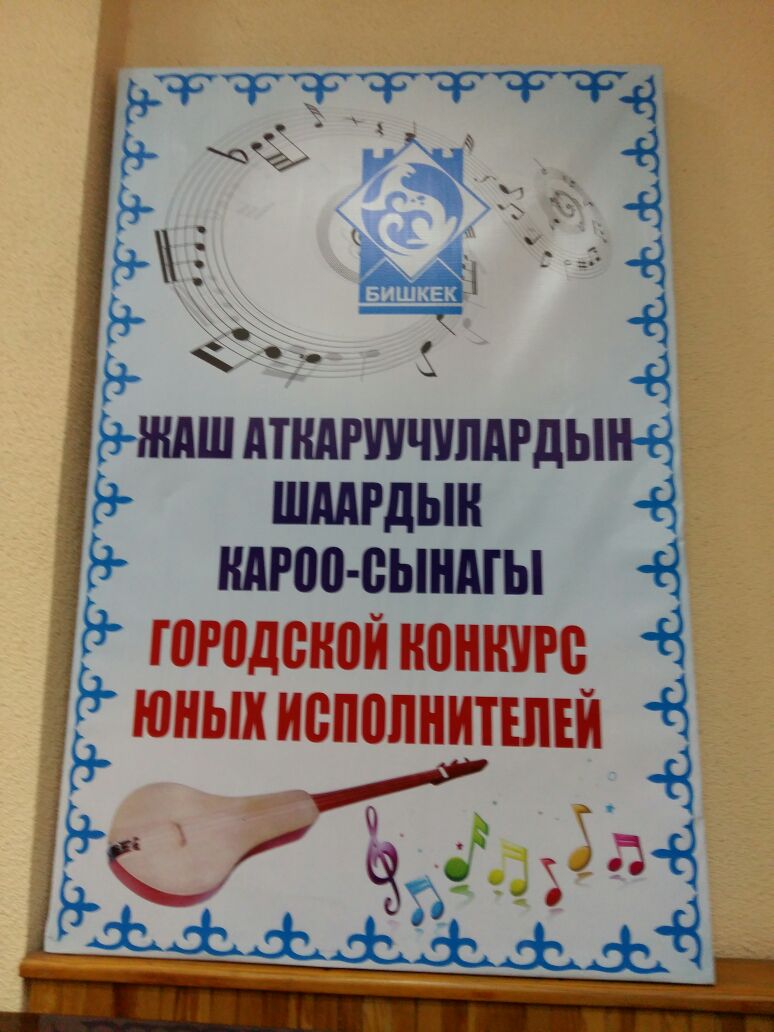 БИШКЕК
ЖАШ АТКАРУУЧУЛАРДЫН
ШААРДЫК
КАРОО-СЫНАГЫ
ГОРОДСКОЙ КОНКУРС
ЮНЫХ ИСПОЛНИТЕЛЕЙ